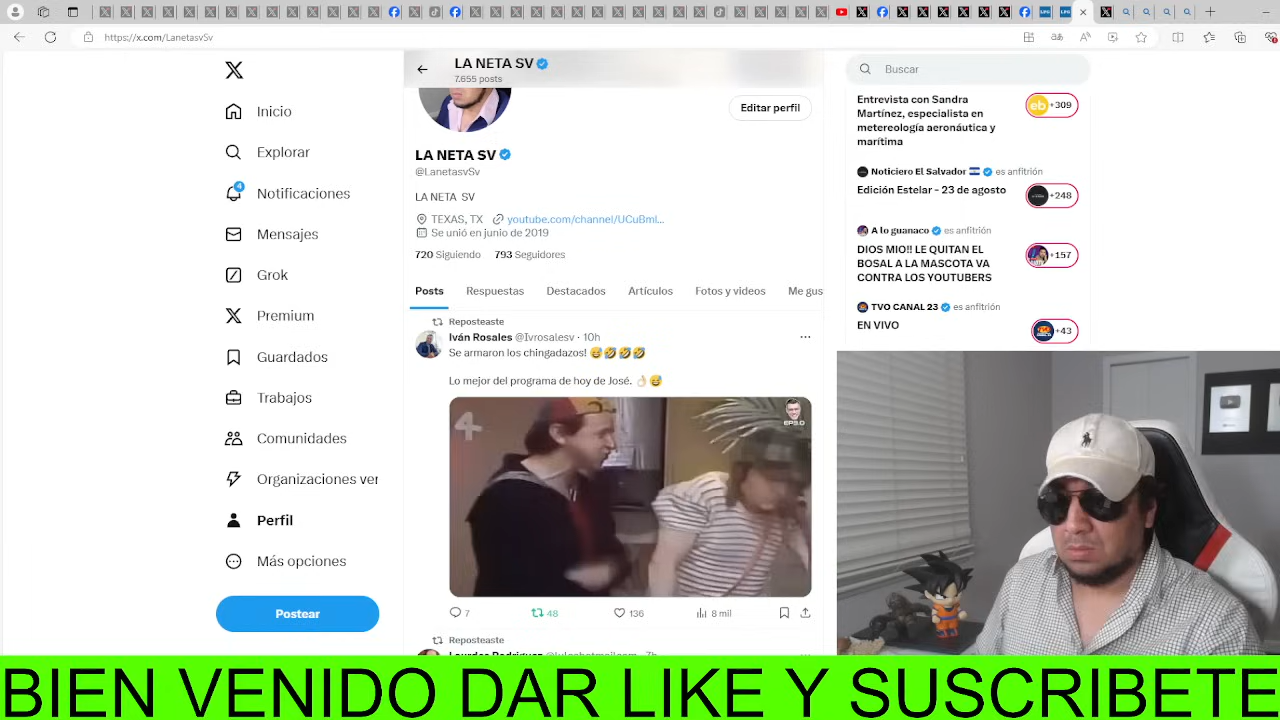 https://x.com/LanetasvSv
Inicio
Explorar
4
Notificaciones
Mensajes
Grok
Premium
Guardados
Trabajos
Comunidades
Organizaciones ver
Perfil
Más opciones
Postear
LA NETA SV
7.655 posts
Editar perfil
LA NETA SV
@LanetasvSv
LA NETA SV
TEXAS, TX youtube.com/channel/UCuBml...
Se unió en junio de 2019
720 Siguiendo 793 Seguidores
Posts Respuestas Destacados Artículos Fotos y videos Me gus
Reposteaste
Iván Rosales @Ivrosalesv · 10h
Se armaron los chingadazos! 😅🤣🤣🤣
Lo mejor del programa de hoy de José. 👌🏻😅
4
EP3.0
7 48 136 8 mil
Reposteaste
Buscar
Entrevista con Sandra
Martínez, especialista en
metereología aeronáutica y
marítima
eb +309
Noticiero El Salvador 🇸🇻 es anfitrión
Edición Estelar - 23 de agosto
+248
A lo guanaco es anfitrión
DIOS MIO!! LE QUITAN EL
BOSAL A LA MASCOTA VA
CONTRA LOS YOUTUBERS
+157
TVO CANAL 23 es anfitrión
EN VIVO
+43
BIEN VENIDO DAR LIKE Y SUSCRIBETE